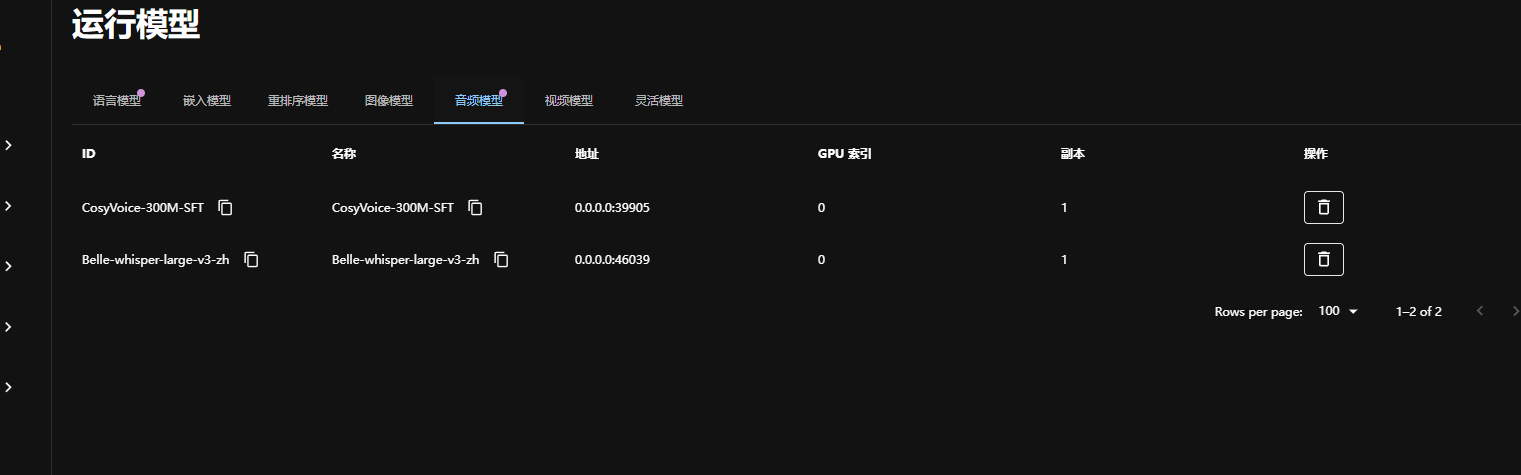 运行模型
语言模型 嵌入模型 重排序模型 图像模型 音频模型 视频模型 灵活模型
ID 名称 地址 GPU 索引 副本 操作
CosyVoice-300M-SFT CosyVoice-300M-SFT 0.0.0.0:39905 0 1
Belle-whisper-large-v3-zh Belle-whisper-large-v3-zh 0.0.0.0:46039 0 1
Rows per page: 100 1–2 of 2